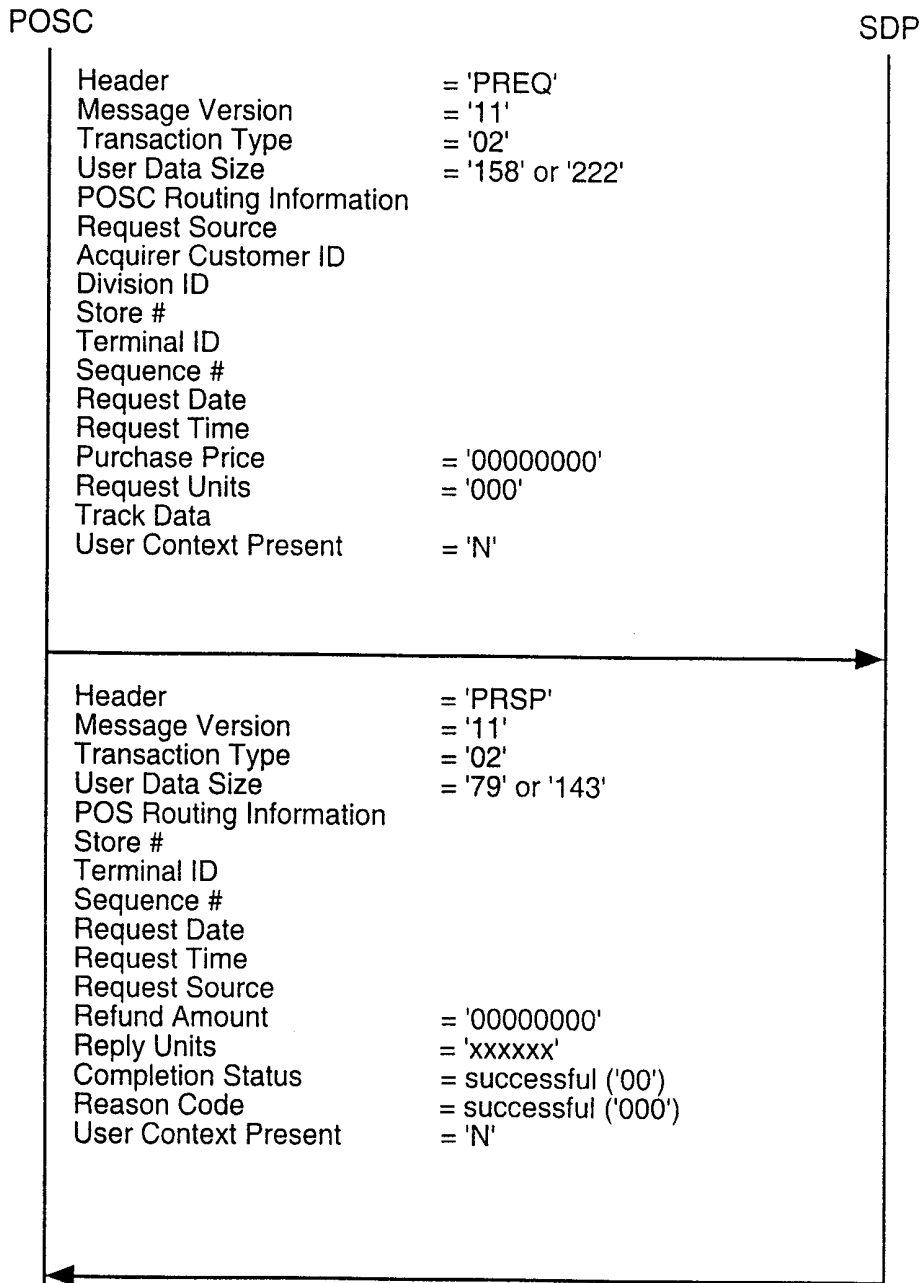 POSC SDP
Header = 'PREQ'
Message Version = '11'
Transaction Type = '02'
User Data Size = '158' or '222'
POSC Routing Information
Request Source
Acquirer Customer ID
Division ID
Store #
Terminal ID
Sequence #
Request Date
Request Time
Purchase Price = '00000000'
Request Units = '000'
Track Data
User Context Present = 'N'
Header = 'PRSP'
Message Version = '11'
Transaction Type = '02'
User Data Size = '79' or '143'
POS Routing Information
Store #
Terminal ID
Sequence #
Request Date
Request Time
Request Source
Refund Amount = '00000000'
Reply Units = 'xxxxxx'
Completion Status = successful ('00')
Reason Code = successful ('000')
User Context Present = 'N'